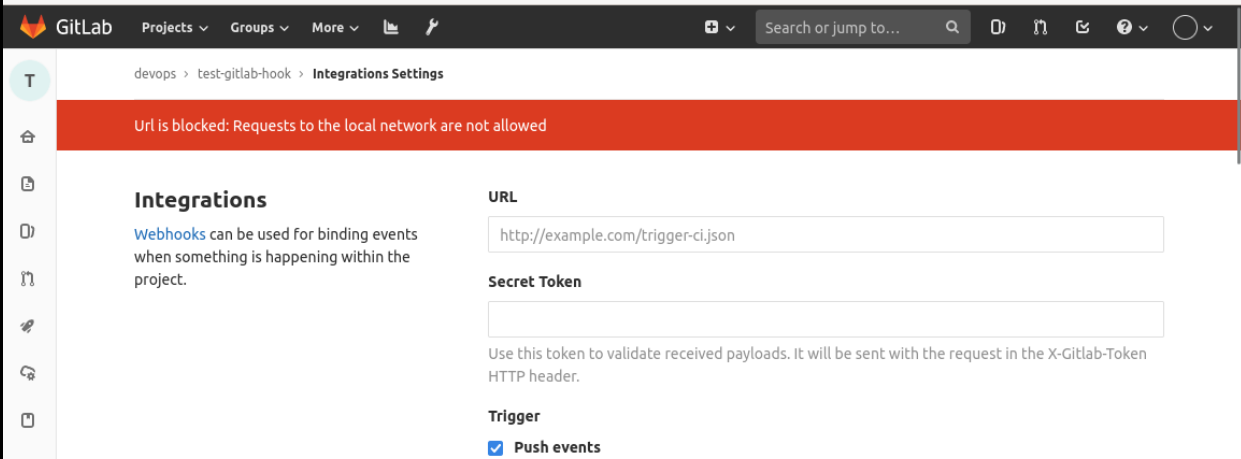 GitLab Projects Groups More Search or jump to...
T devops › test-gitlab-hook › Integrations Settings
Url is blocked: Requests to the local network are not allowed
Integrations
Webhooks can be used for binding events
when something is happening within the
project.
URL
http://example.com/trigger-ci.json
Secret Token
Use this token to validate received payloads. It will be sent with the request in the X-Gitlab-Token
HTTP header.
Trigger
Push events